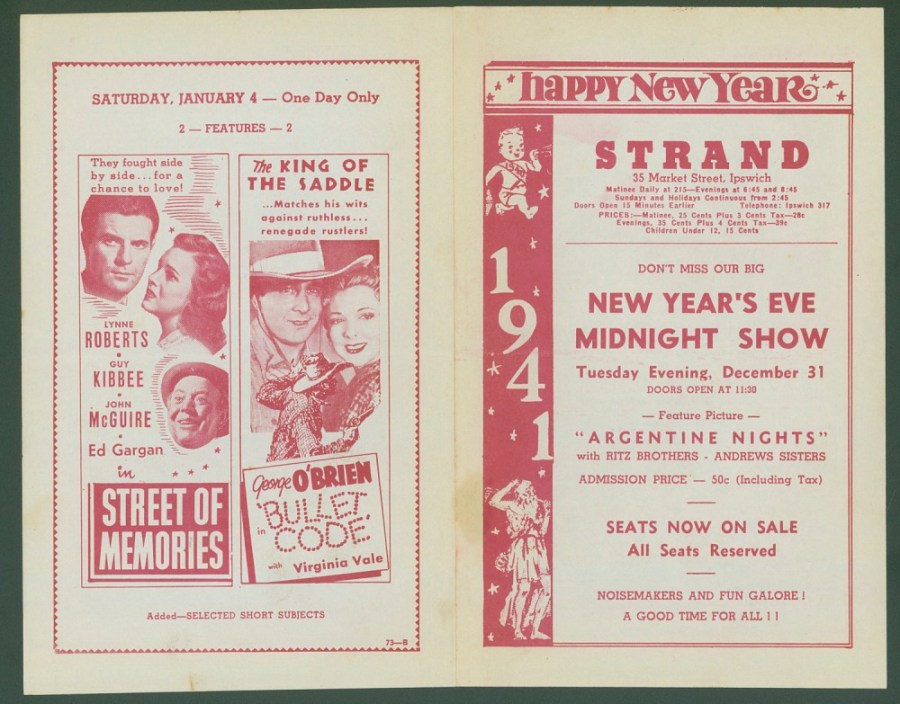 SATURDAY, JANUARY 4 — One Day Only
2 — FEATURES — 2
They fought side
by side...for a
chance to love!
LYNNE
ROBERTS
•
GUY
KIBBEE
•
JOHN
McGUIRE
•
Ed Gargan
in
STREET OF
MEMORIES
The KING OF
THE SADDLE
...Matches his wits
against ruthless...
renegade rustlers!
George O'BRIEN
in BULLET
CODE
with Virginia Vale
Added—SELECTED SHORT SUBJECTS
73—B
HAPPY NEW YEAR
1941
STRAND
35 Market Street, Ipswich
Matinee Daily at 215—Evenings at 6:45 and 8:45
Sundays and Holidays Continuous from 2:45
Doors Open 15 Minutes Earlier Telephone: Ipswich 317
PRICES:—Matinee, 25 Cents Plus 3 Cents Tax—28c
Evenings, 35 Cents Plus 4 Cents Tax—39c
Children Under 12, 15 Cents
DON'T MISS OUR BIG
NEW YEAR'S EVE
MIDNIGHT SHOW
Tuesday Evening, December 31
DOORS OPEN AT 11:30
— Feature Picture —
"ARGENTINE NIGHTS"
with RITZ BROTHERS - ANDREWS SISTERS
ADMISSION PRICE — 50c (Including Tax)
SEATS NOW ON SALE
All Seats Reserved
NOISEMAKERS AND FUN GALORE!
A GOOD TIME FOR ALL!!